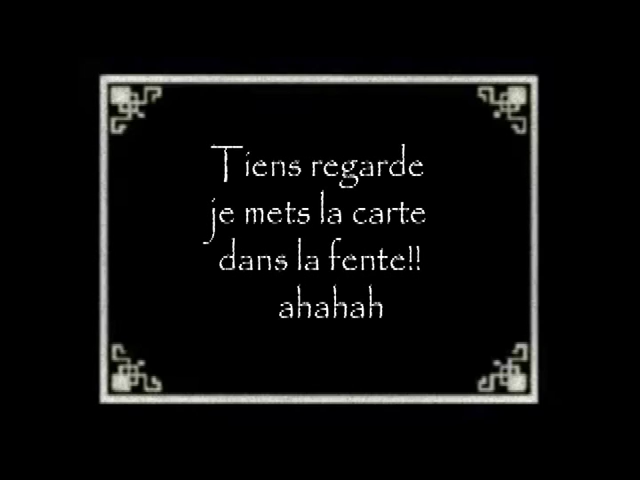 Tiens regarde
je mets la carte
dans la fente!!
ahahah